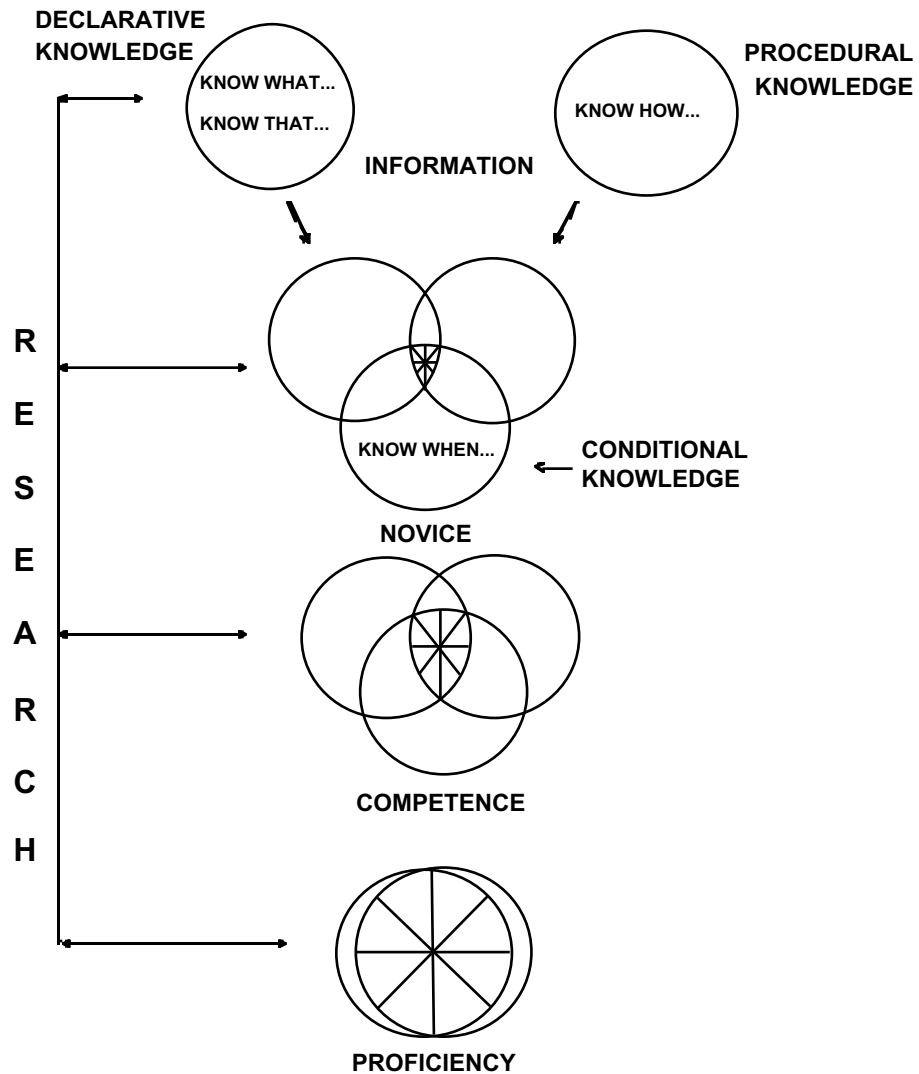 DECLARATIVE
KNOWLEDGE
KNOW WHAT...
KNOW THAT...
PROCEDURAL
KNOWLEDGE
KNOW HOW...
INFORMATION
R
E
S
E
A
R
C
H
KNOW WHEN...
CONDITIONAL
KNOWLEDGE
NOVICE
COMPETENCE
PROFICIENCY